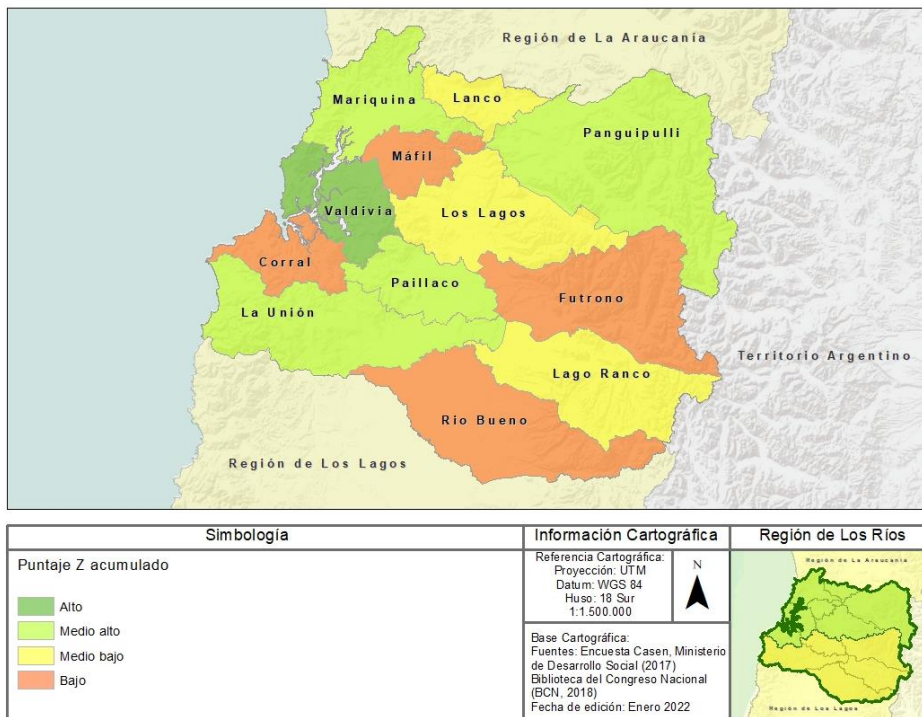 Región de La Araucanía
Lanco
Mariquina
Panguipulli
Máfil
Valdivia
Los Lagos
Corral
Paillaco
Futrono
La Unión
Territorio Argentino
Lago Ranco
Río Bueno
Región de Los Lagos
Simbología
Puntaje Z acumulado
Alto
Medio alto
Medio bajo
Bajo
Información Cartográfica
Referencia Cartográfica:
Proyección: UTM
Datum: WGS 84
Huso: 18 Sur
1:1.500.000
N
Base Cartográfica:
Fuentes: Encuesta Casen, Ministerio
de Desarrollo Social (2017)
Biblioteca del Congreso Nacional
(BCN, 2018)
Fecha de edición: Enero 2022
Región de Los Ríos
Región de La Araucanía
Región de Los Lagos